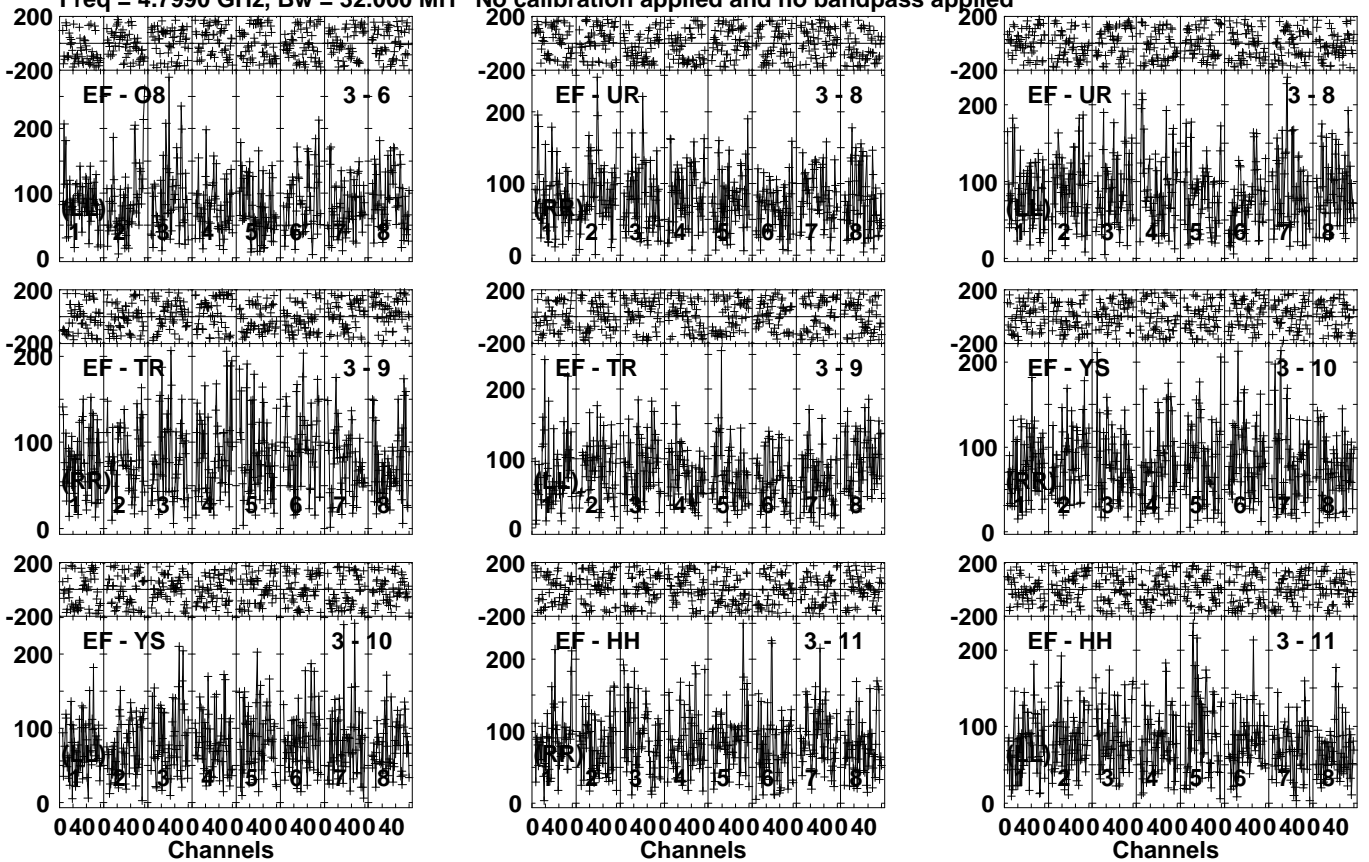 Freq = 4.7990 GHz, Bw = 32.000 MH No calibration applied and no bandpass applied
-200 -200 -200
EF - O8 3 - 6 EF - UR 3 - 8 EF - UR 3 - 8
200 200 200
100 100 100
(LL) (RR) (LL)
1 2 3 4 5 6 7 8 1 2 3 4 5 6 7 8 1 2 3 4 5 6 7 8
0 0 0
200 200 200
-200 -200 -200
200
EF - TR 3 - 9 EF - TR 3 - 9 EF - YS 3 - 10
200 200
100 100 100
(RR) (LL) (RR)
1 2 3 4 5 6 7 8 1 2 3 4 5 6 7 8 1 2 3 4 5 6 7 8
0 0 0
200 200 200
-200 -200 -200
EF - YS 3 - 10 EF - HH 3 - 11 EF - HH 3 - 11
200 200 200
100 100 100
(LL) (RR) (LL)
1 2 3 4 5 6 7 8 1 2 3 4 5 6 7 8 1 2 3 4 5 6 7 8
0 0 0
0 40 0 40 0 40 0 40 0 40 0 40 0 40 0 40 0 40 0 40 0 40 0 40 0 40 0 40 0 40 0 40 0 40 0 40 0 40 0 40 0 40 0 40 0 40 0 40
Channels Channels Channels